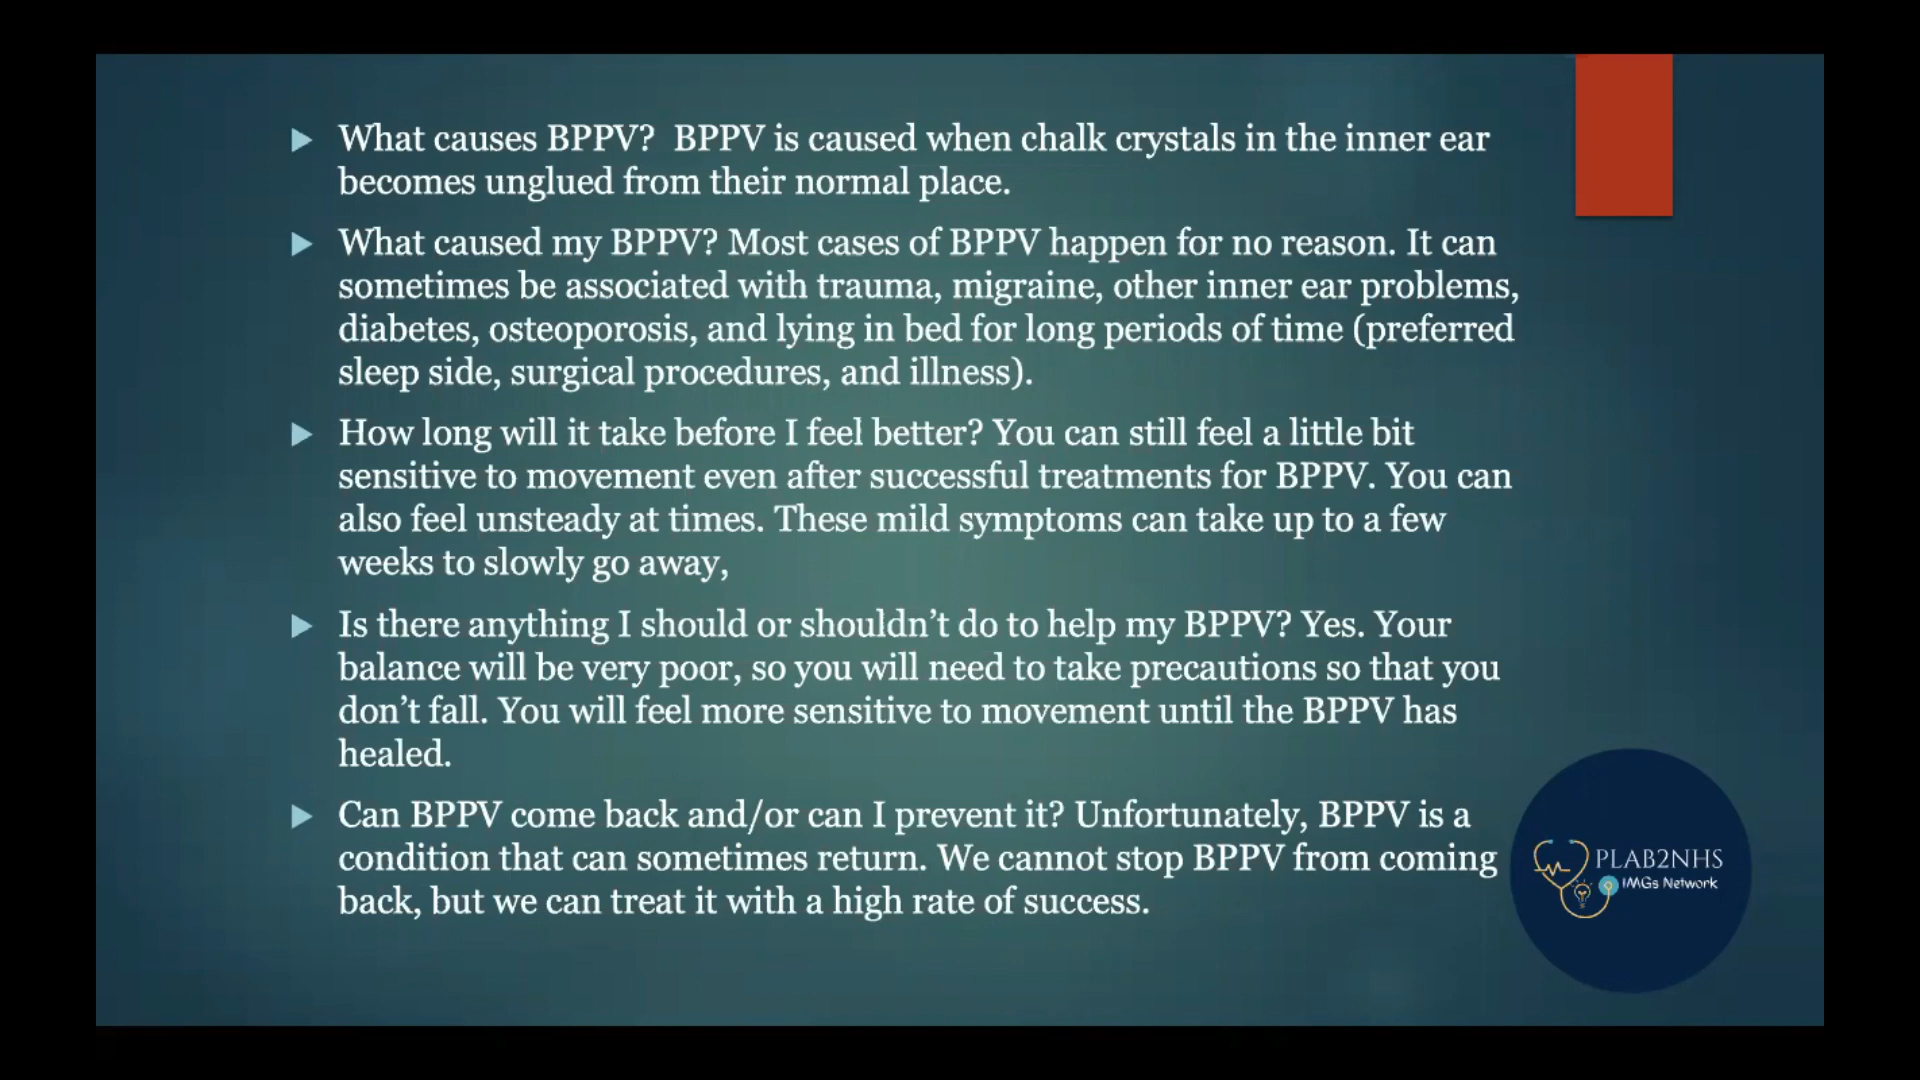 What causes BPPV?  BPPV is caused when chalk crystals in the inner ear
becomes unglued from their normal place.
What caused my BPPV? Most cases of BPPV happen for no reason. It can
sometimes be associated with trauma, migraine, other inner ear problems,
diabetes, osteoporosis, and lying in bed for long periods of time (preferred
sleep side, surgical procedures, and illness).
How long will it take before I feel better? You can still feel a little bit
sensitive to movement even after successful treatments for BPPV. You can
also feel unsteady at times. These mild symptoms can take up to a few
weeks to slowly go away,
Is there anything I should or shouldn’t do to help my BPPV? Yes. Your
balance will be very poor, so you will need to take precautions so that you
don’t fall. You will feel more sensitive to movement until the BPPV has
healed.
Can BPPV come back and/or can I prevent it? Unfortunately, BPPV is a
condition that can sometimes return. We cannot stop BPPV from coming
back, but we can treat it with a high rate of success.
PLAB2NHS
IMGs Network